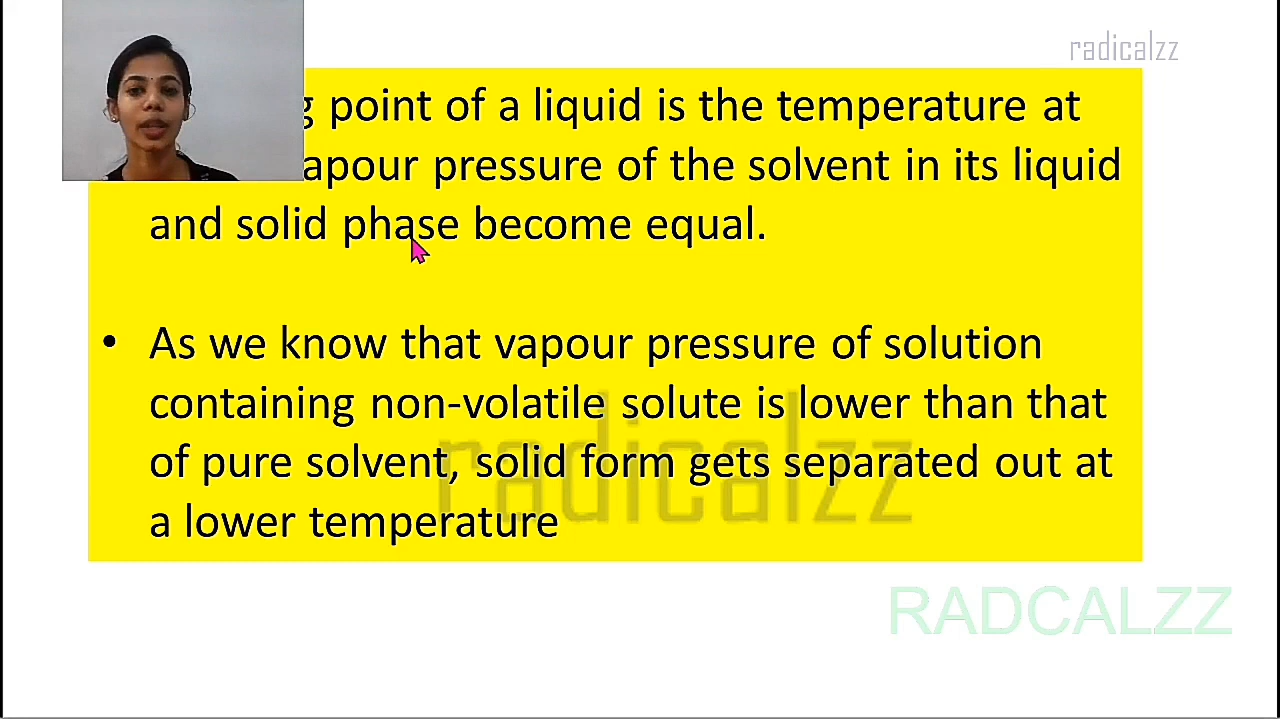 radicalzz
g point of a liquid is the temperature at
apour pressure of the solvent in its liquid
and solid phase become equal.
• As we know that vapour pressure of solution
containing non-volatile solute is lower than that
of pure solvent, solid form gets separated out at
a lower temperature
radicalzz
RADCALZZ